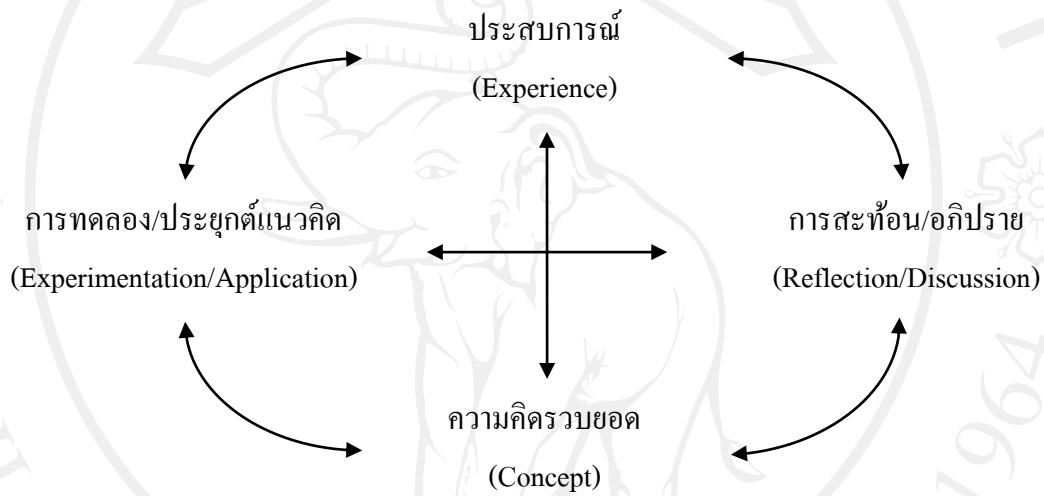 ประสบการณ์
(Experience)
การทดลอง/ประยุกต์แนวคิด
(Experimentation/Application)
การสะท้อน/อภิปราย
(Reflection/Discussion)
ความคิดรวบยอด
(Concept)
1964